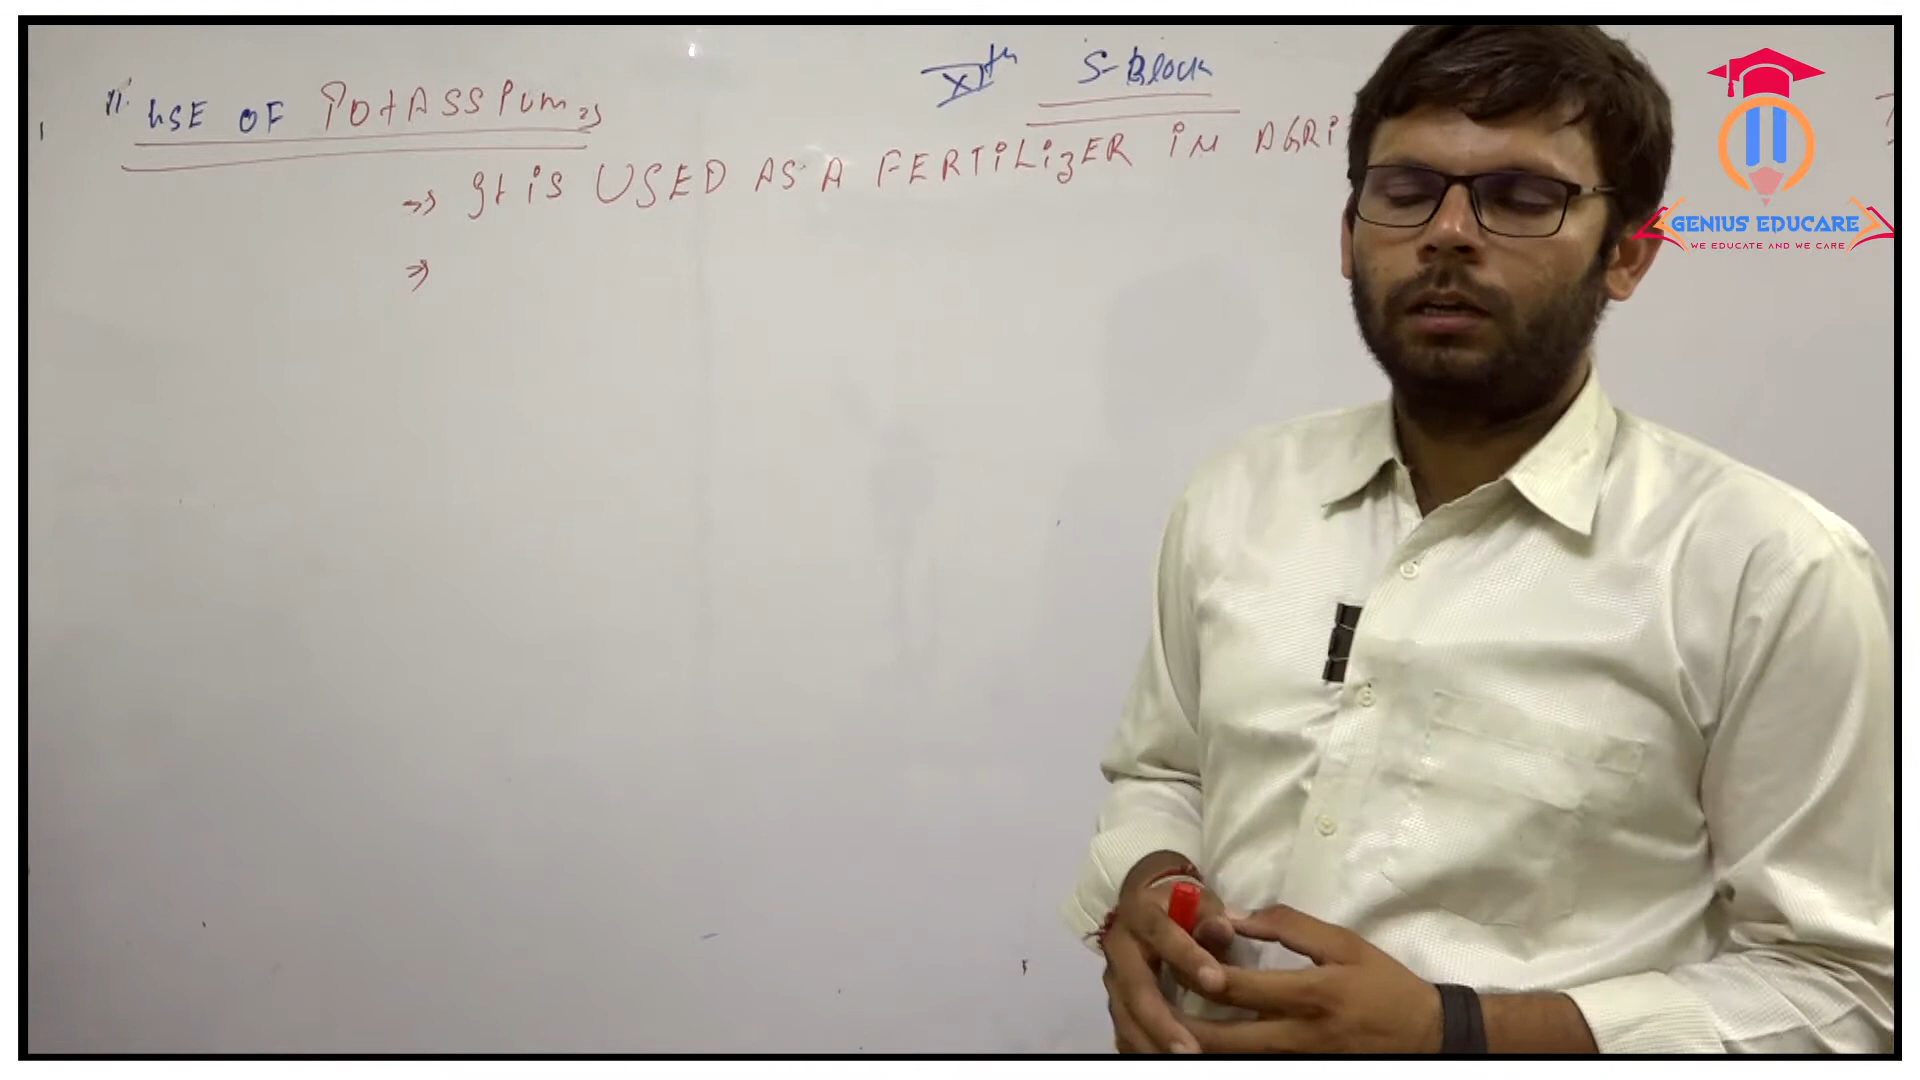 XIth S-Block
11. USE OF POTASSIUM
⇒ It is USED AS A FERTILIZER IN AGRI
⇒
GENIUS EDUCARE
WE EDUCATE AND WE CARE